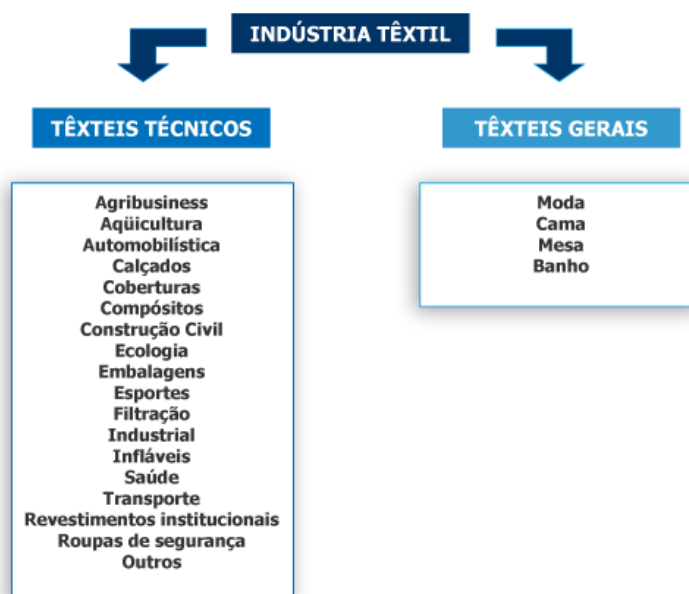 INDÚSTRIA TÊXTIL
TÊXTEIS TÉCNICOS
Agribusiness
Aqüicultura
Automobilística
Calçados
Coberturas
Compósitos
Construção Civil
Ecologia
Embalagens
Esportes
Filtração
Industrial
Infláveis
Saúde
Transporte
Revestimentos institucionais
Roupas de segurança
Outros
TÊXTEIS GERAIS
Moda
Cama
Mesa
Banho